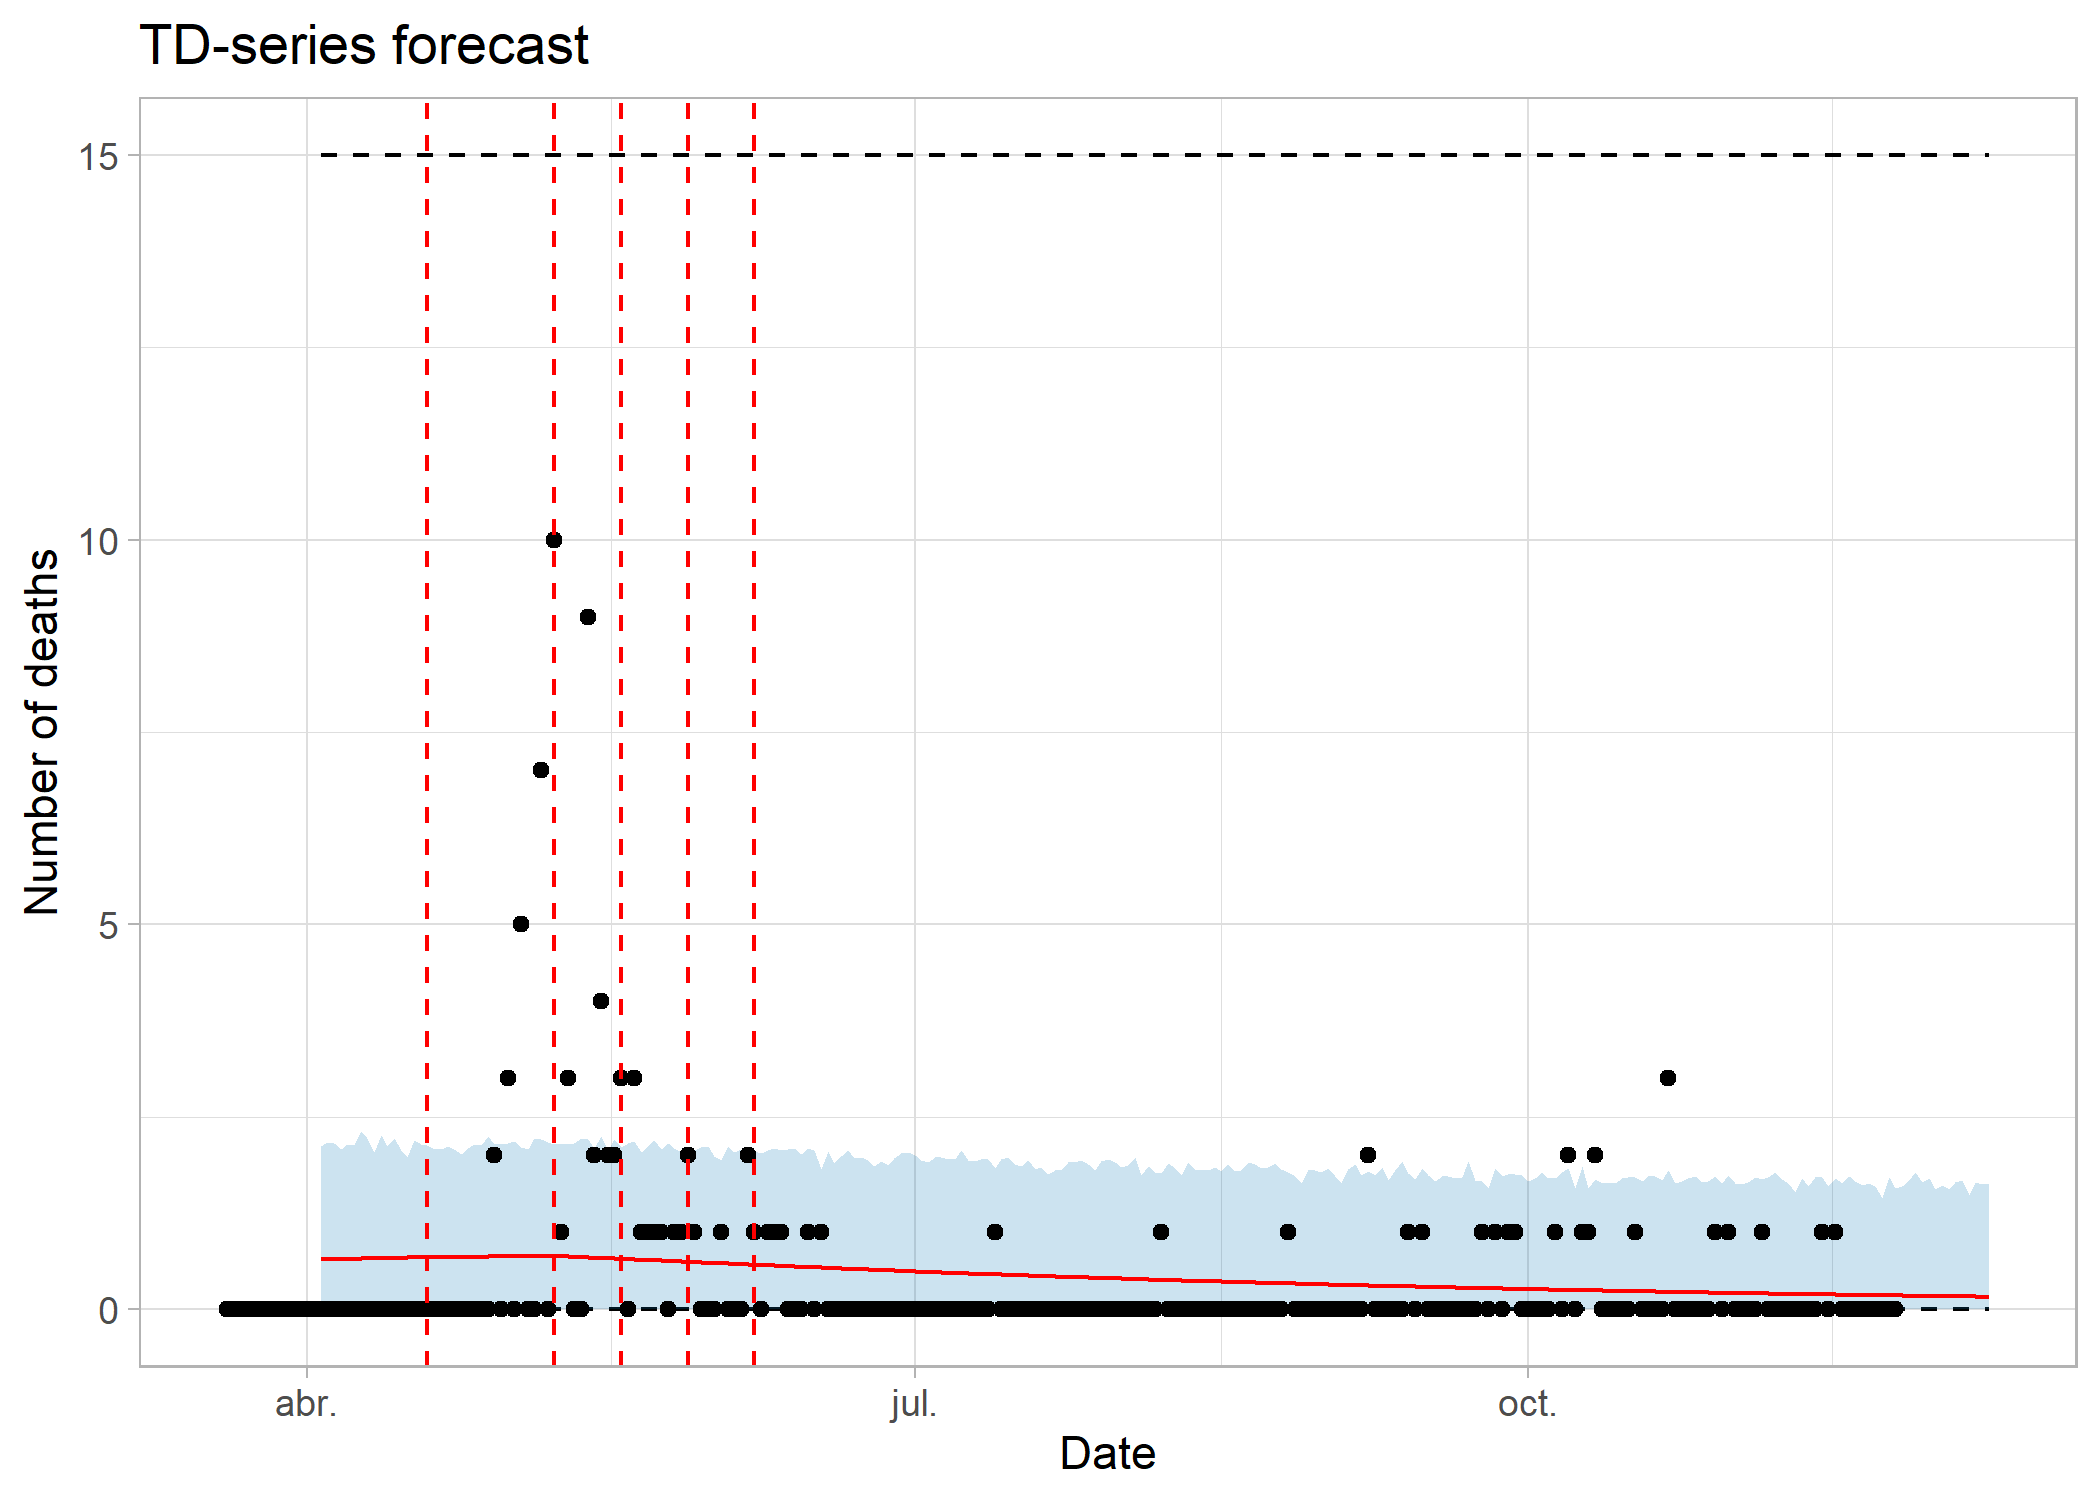 TD-series forecast
Number of deaths
15
10
5
0
abr.
jul.
oct.
Date